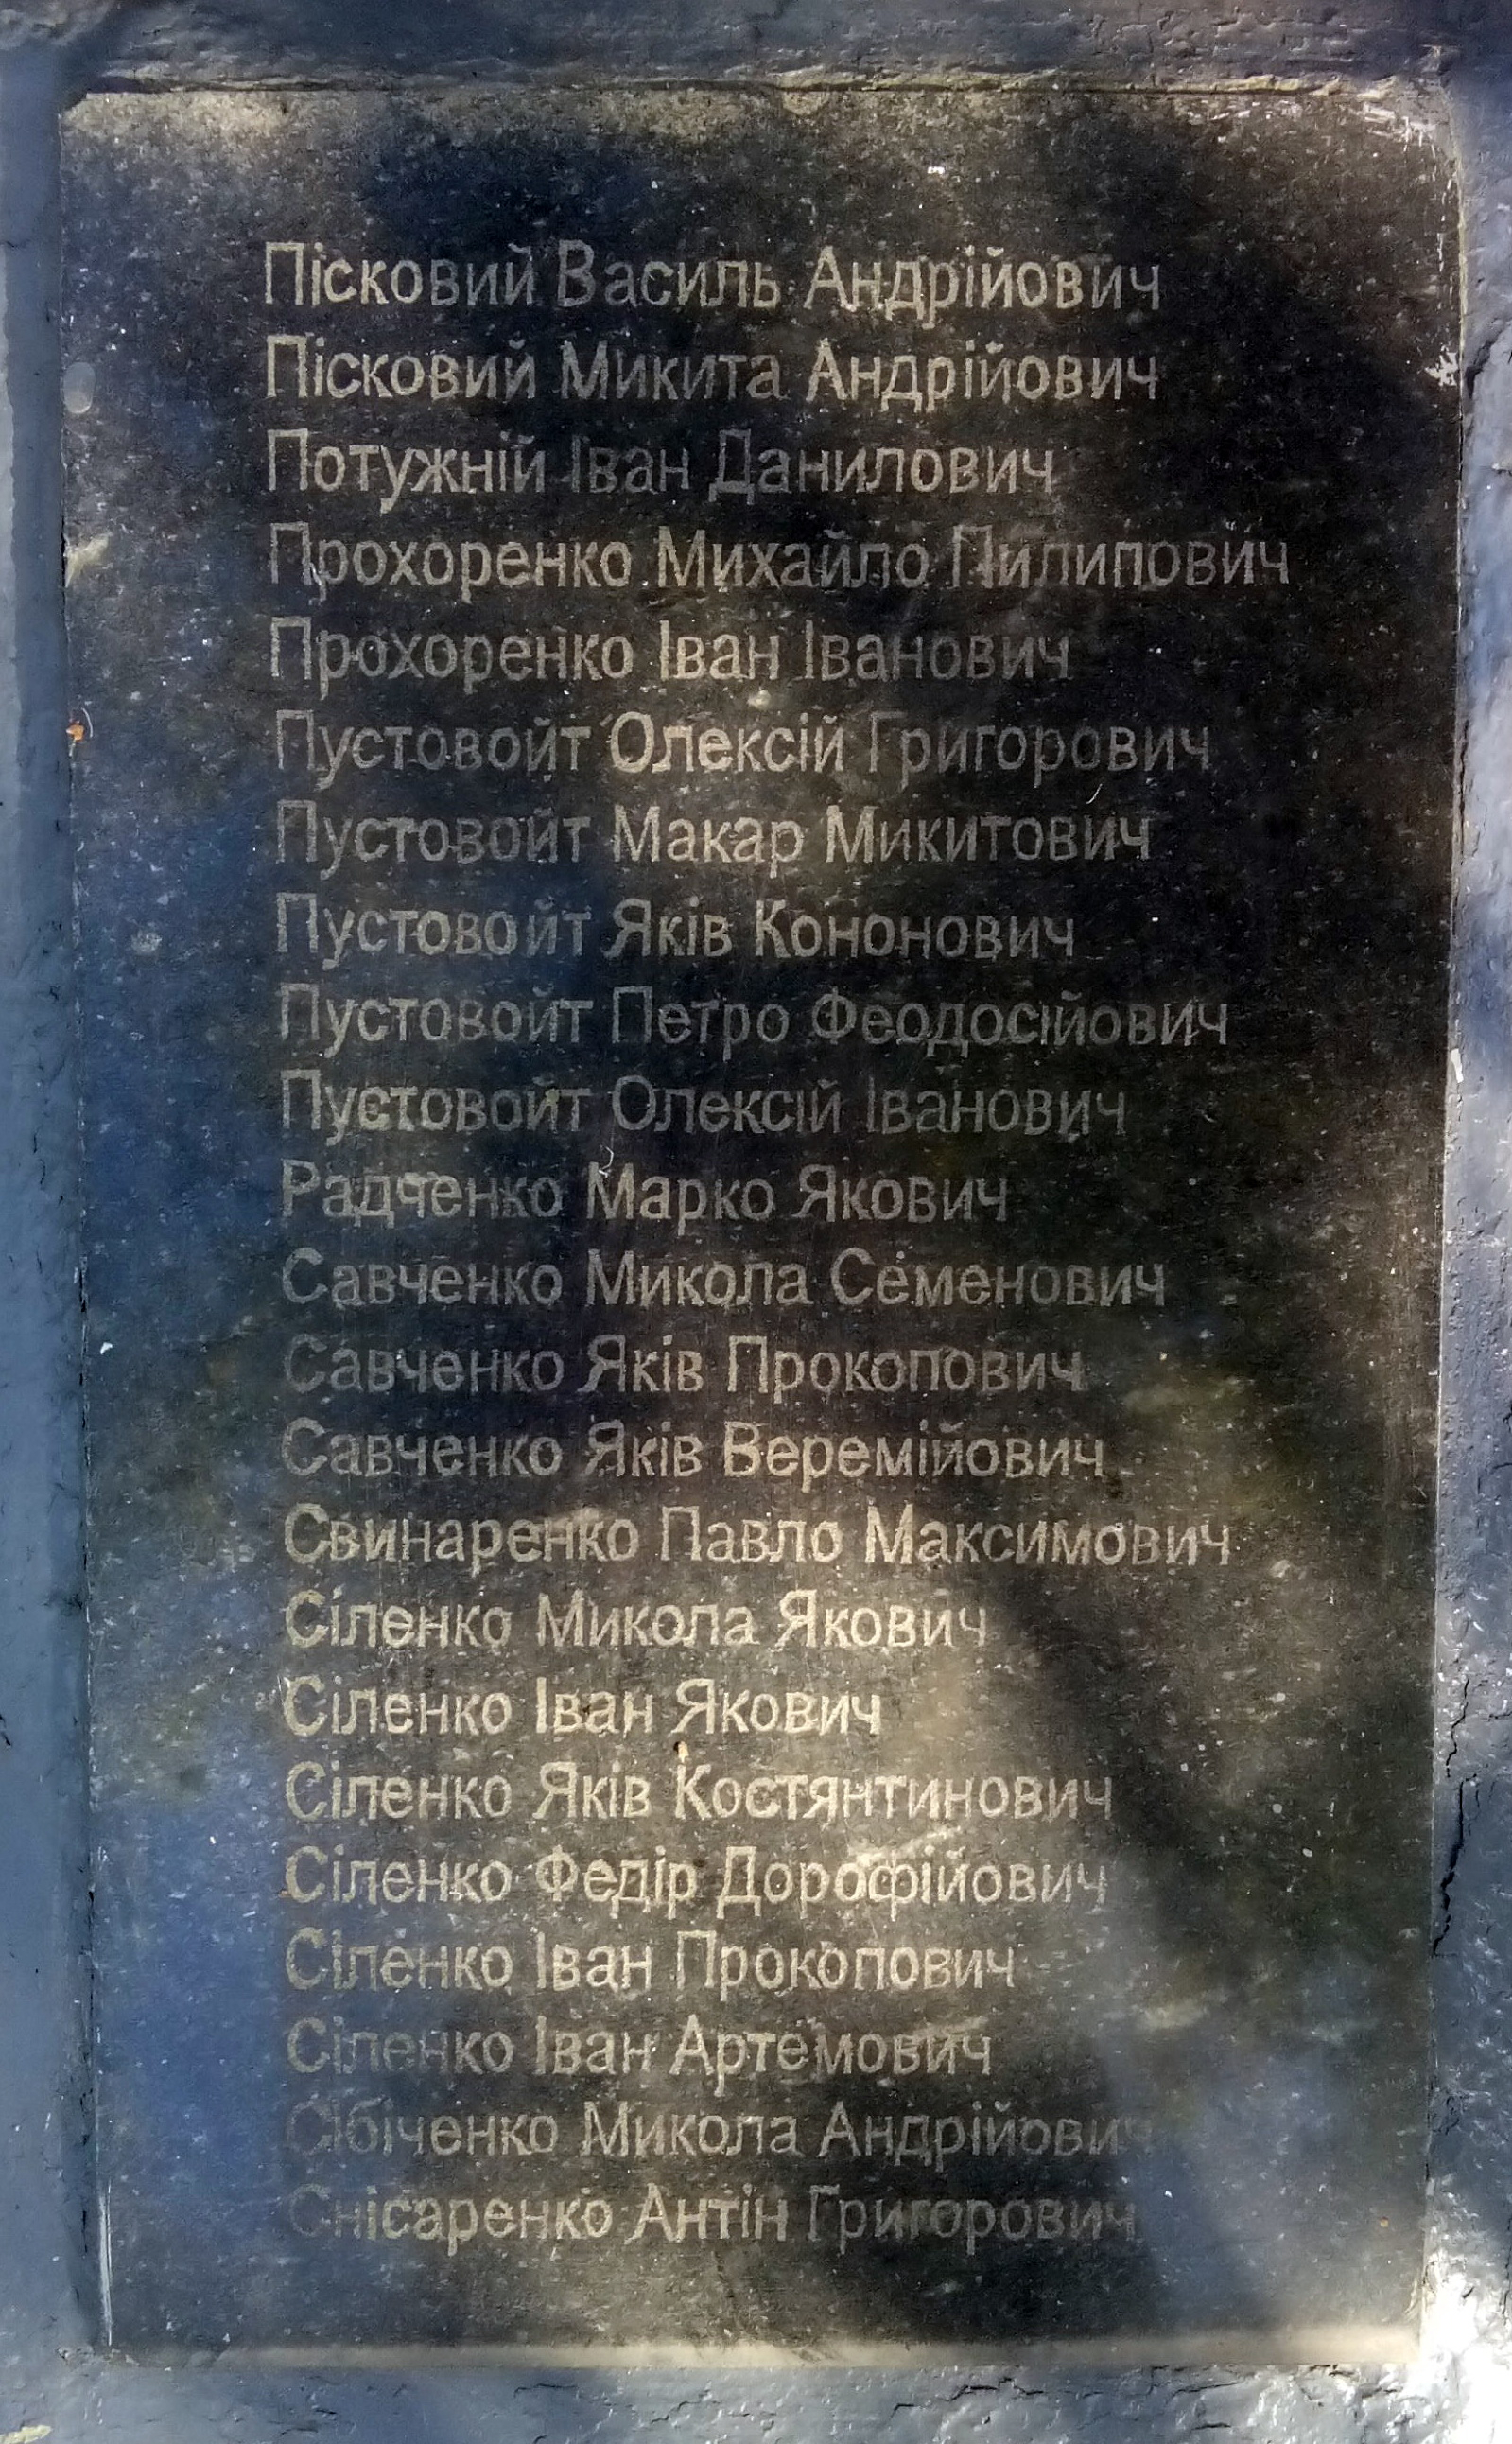 Пісковий Василь Андрійович
Пісковий Микита Андрійович
Потужній Іван Данилович
Прохоренко Михайло Пилипович
Прохоренко Іван Іванович
Пустовойт Олексій Григорович
Пустовойт Макар Микитович
Пустовойт Яків Кононович
Пустовойт Петро Феодосійович
Пустовойт Олексій Іванович
Радченко Марко Якович
Савченко Микола Семенович
Савченко Яків Прокопович
Савченко Яків Веремійович
Свинаренко Павло Максимович
Сіленко Микола Якович
Сіленко Іван Якович
Сіленко Яків Костянтинович
Сіленко Федір Дорофійович
Сіленко Іван Прокопович
Сіленко Іван Артемович
Сібіченко Микола Андрійович
Снісаренко Антін Григорович